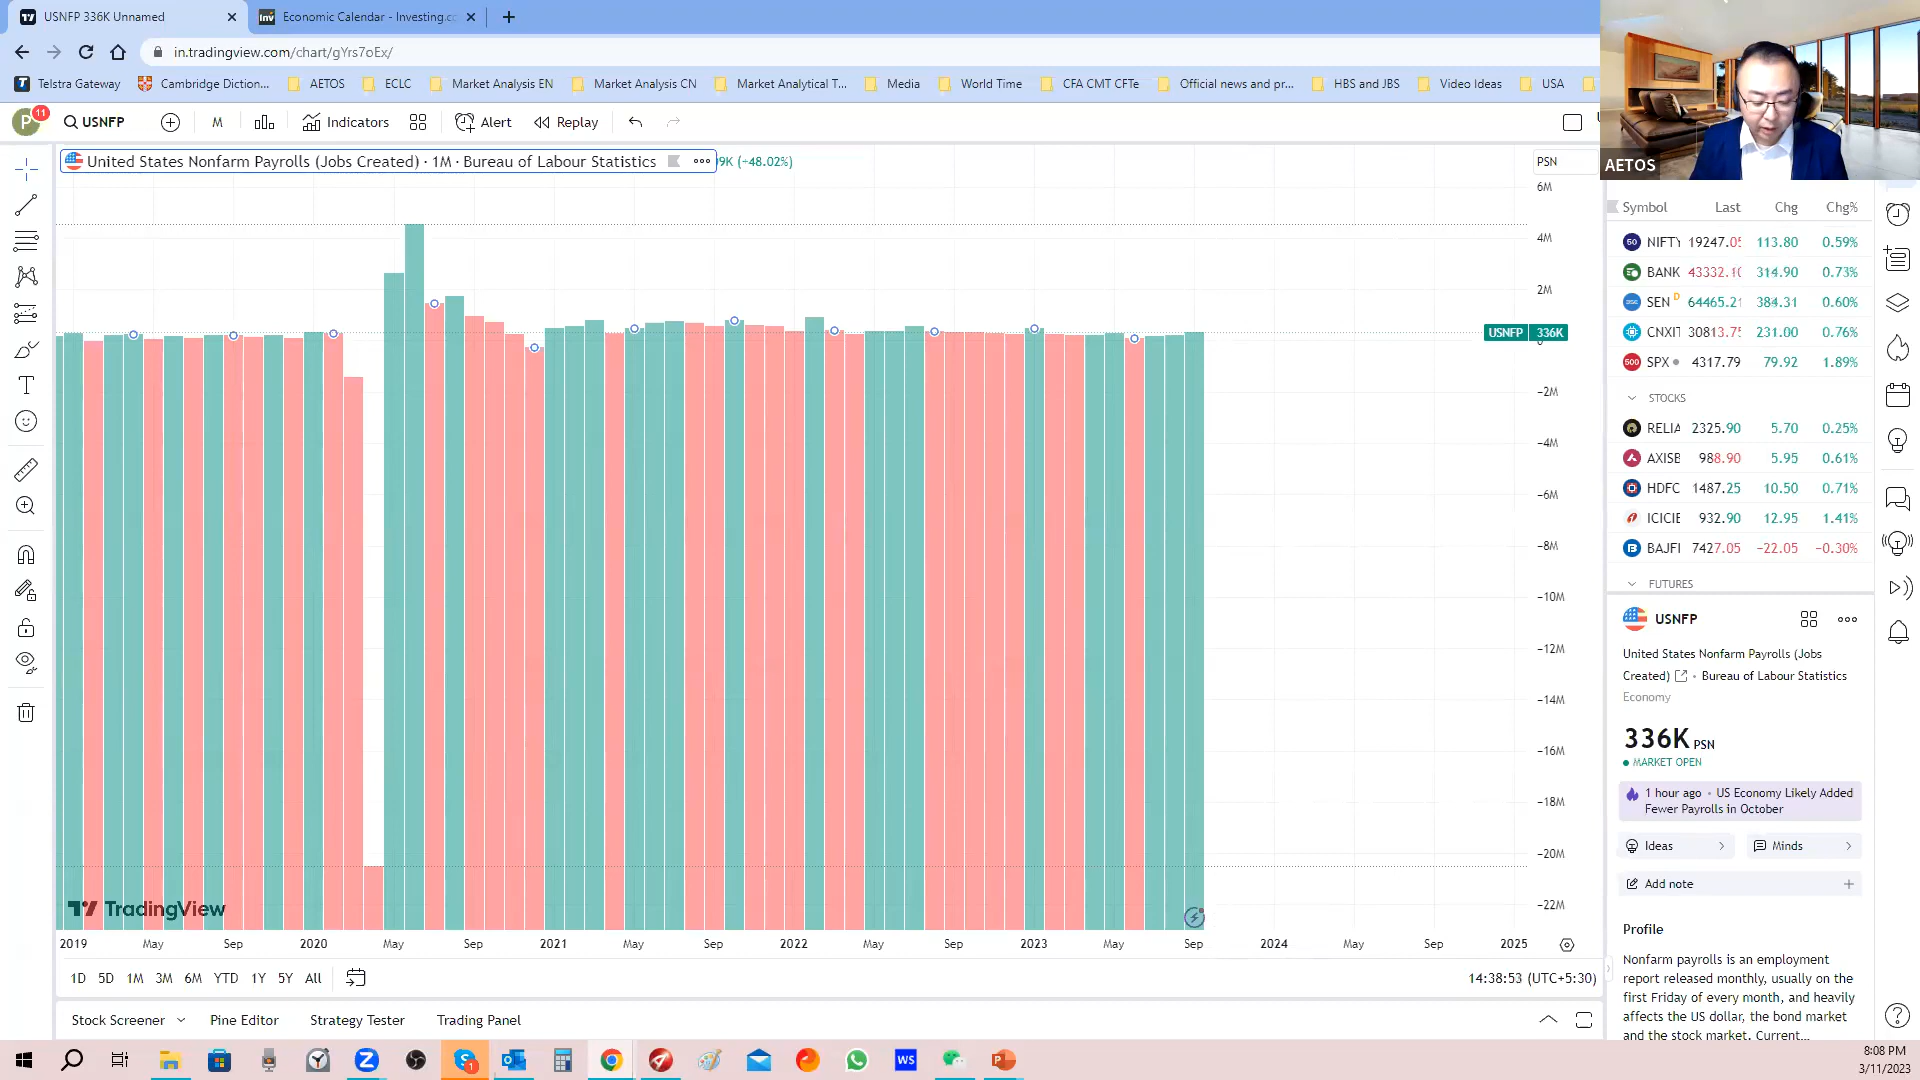 USNFP 336K Unnamed
Economic Calendar - Investing.co
in.tradingview.com/chart/gYrs7oEx/
Telstra Gateway
Cambridge Diction...
AETOS
ECLC
Market Analysis EN
Market Analysis CN
Market Analytical T...
Media
World Time
CFA CMT CFTe
Official news and pr...
HBS and JBS
Video Ideas
USA
P 11
USNFP
M
Indicators
Alert
Replay
United States Nonfarm Payrolls (Jobs Created) · 1M · Bureau of Labour Statistics
9K (+48.02%)
PSN
AETOS
6M
4M
2M
USNFP 336K
0
−2M
−4M
−6M
−8M
−10M
−12M
−14M
−16M
−18M
−20M
−22M
TradingView
2019 May Sep 2020 May Sep 2021 May Sep 2022 May Sep 2023 May Sep 2024 May Sep 2025
1D 5D 1M 3M 6M YTD 1Y 5Y All
14:38:53 (UTC+5:30)
Stock Screener
Pine Editor
Strategy Tester
Trading Panel
Symbol Last Chg Chg%
50 NIFTY 19247.05 113.80 0.59%
BANK 43332.10 314.90 0.73%
SEN D 64465.21 384.31 0.60%
CNXIT 30813.75 231.00 0.76%
500 SPX 4317.79 79.92 1.89%
STOCKS
RELIA 2325.90 5.70 0.25%
AXISB 988.90 5.95 0.61%
HDFC 1487.25 10.50 0.71%
ICICIE 932.90 12.95 1.41%
BAJFI 7427.05 −22.05 −0.30%
FUTURES
USNFP
United States Nonfarm Payrolls (Jobs
Created) · Bureau of Labour Statistics
Economy
336K PSN
MARKET OPEN
1 hour ago · US Economy Likely Added
Fewer Payrolls in October
Ideas
Minds
Add note
Profile
Nonfarm payrolls is an employment
report released monthly, usually on the
first Friday of every month, and heavily
affects the US dollar, the bond market
and the stock market. Current...
WS
8:08 PM
3/11/2023